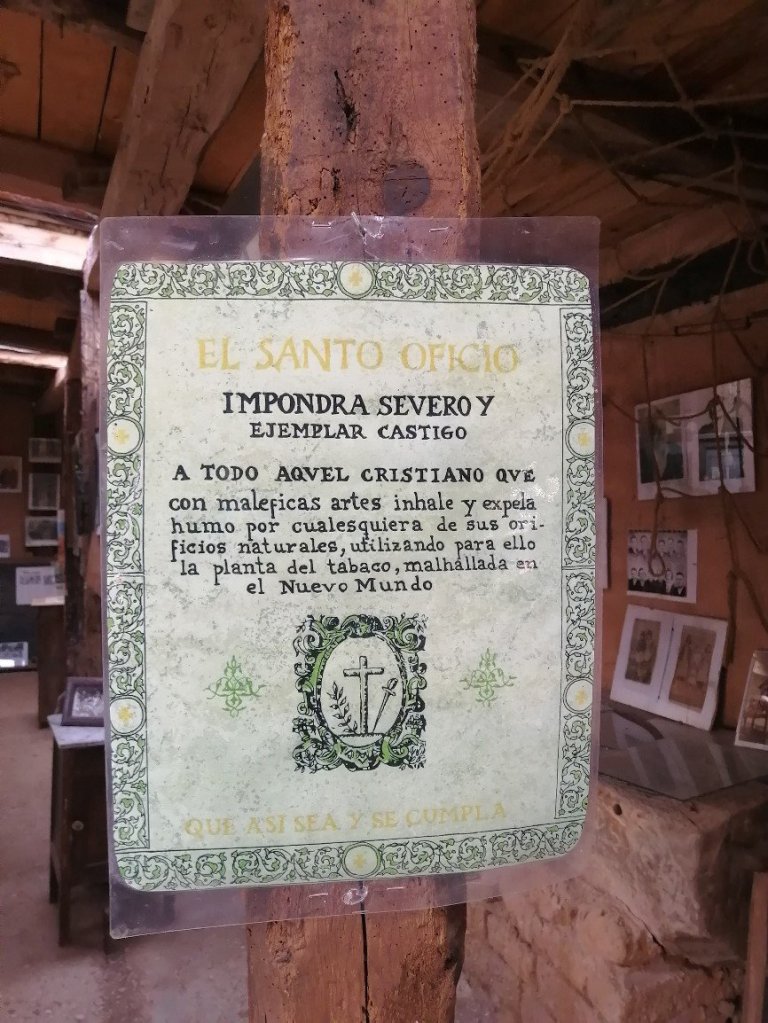 EL SANTO OFICIO
IMPONDRA SEVERO Y
EJEMPLAR CASTIGO
A TODO AQVEL CRISTIANO QVE
con maleficas artes inhale y expela
humo por cualesquiera de sus ori-
ficios naturales, utilizando para ello
la planta del tabaco, malhallada en
el Nuevo Mundo
QUE ASI SEA Y SE CUMPLA